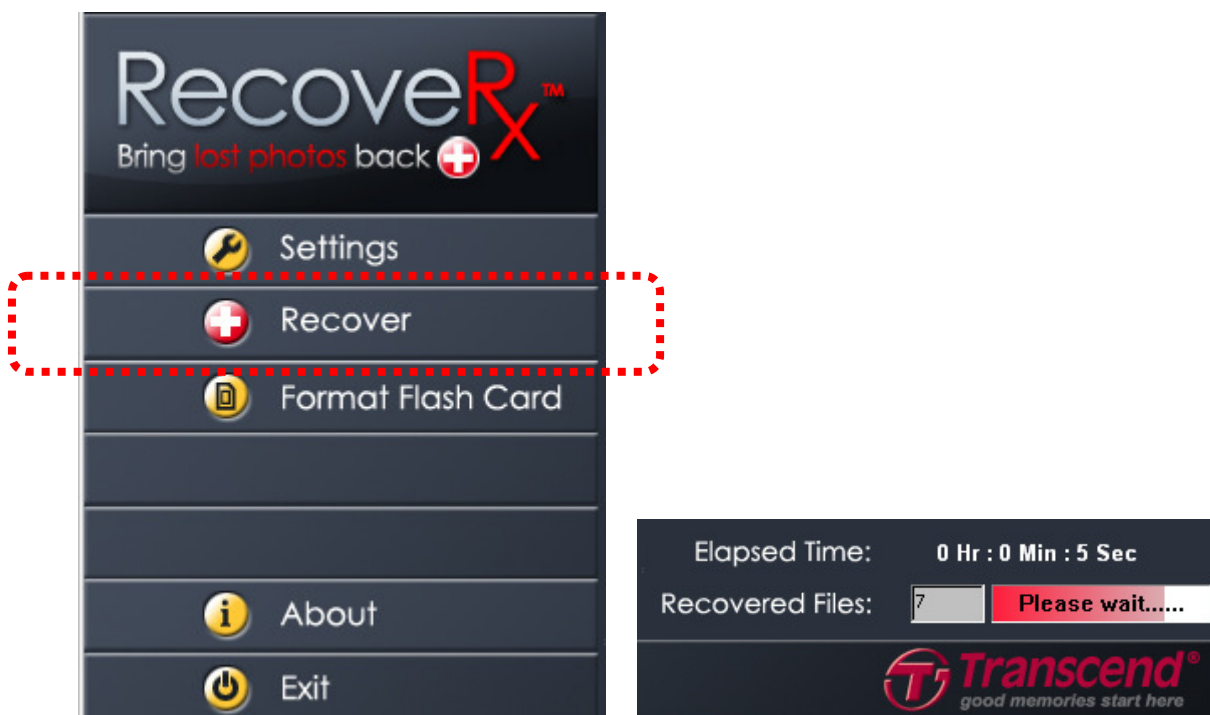 RecoveRx™
Bring lost photos back
Settings
Recover
Format Flash Card
About
Exit
Elapsed Time: 0 Hr : 0 Min : 5 Sec
Recovered Files: 7 Please wait......
Transcend®
good memories start here